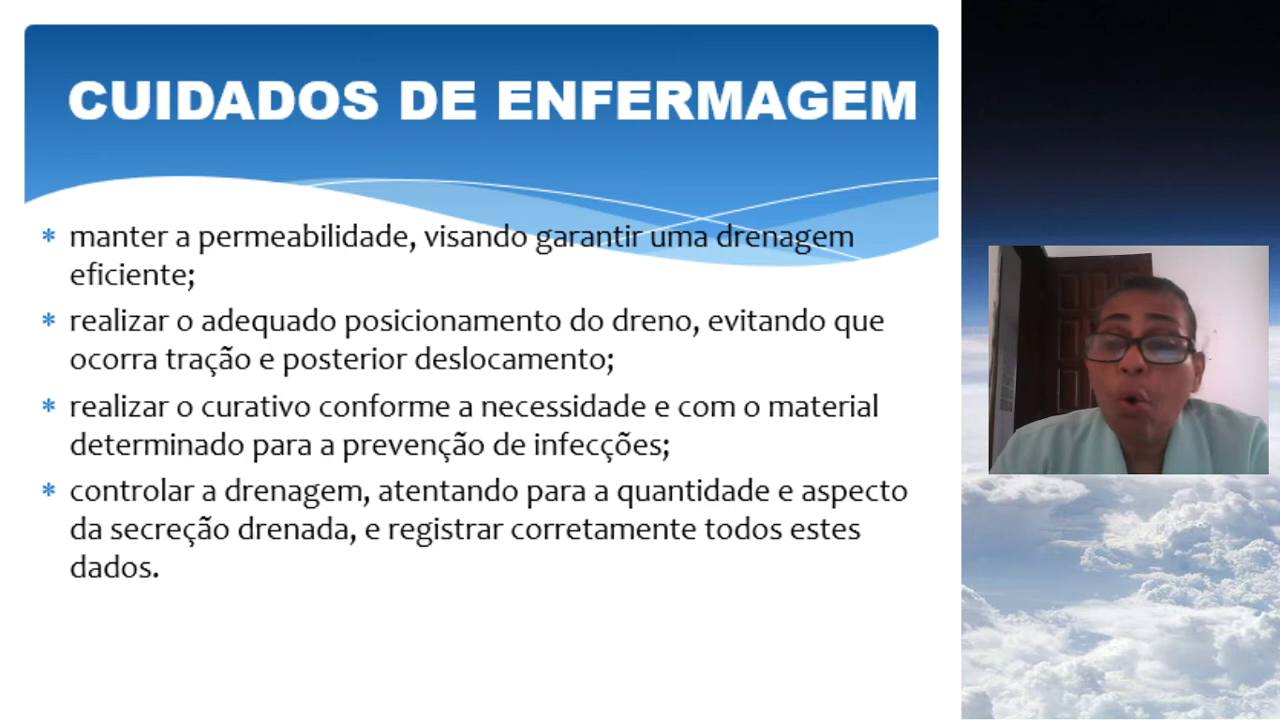 CUIDADOS DE ENFERMAGEM
* manter a permeabilidade, visando garantir uma drenagem
eficiente;
* realizar o adequado posicionamento do dreno, evitando que
ocorra tração e posterior deslocamento;
* realizar o curativo conforme a necessidade e com o material
determinado para a prevenção de infecções;
* controlar a drenagem, atentando para a quantidade e aspecto
da secreção drenada, e registrar corretamente todos estes
dados.